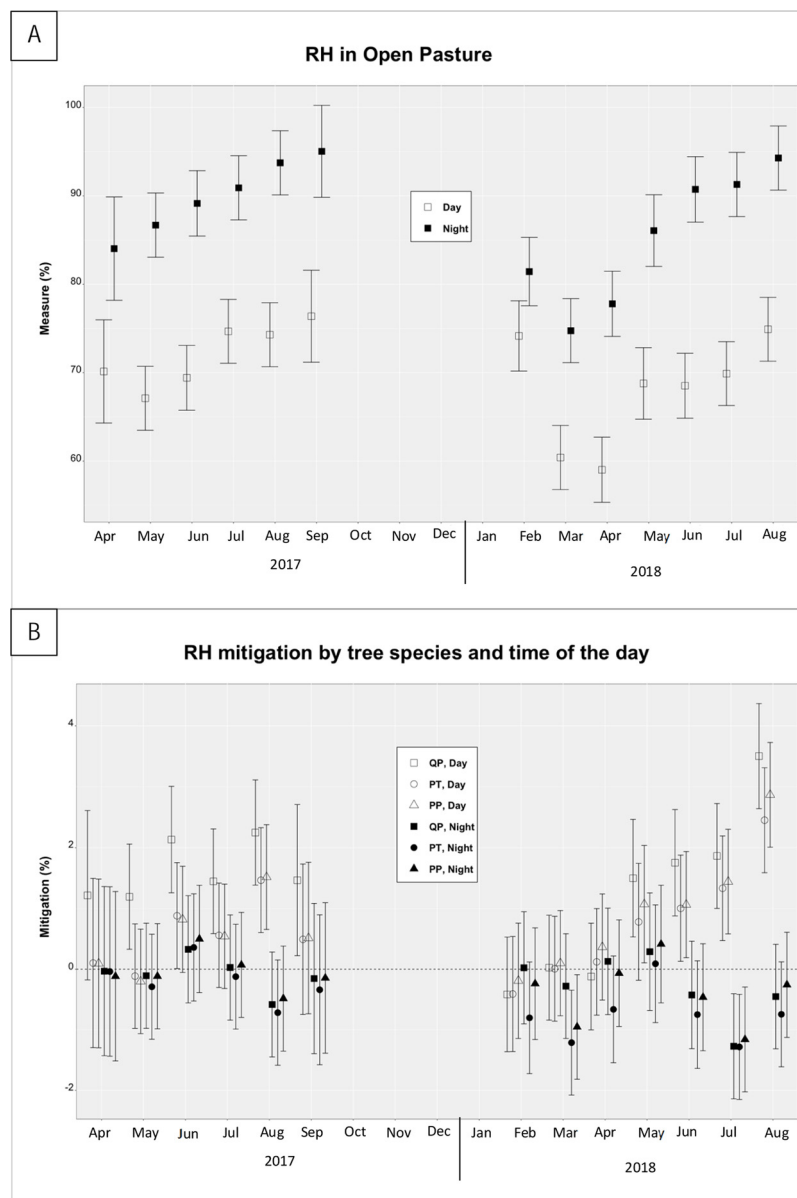 A
RH in Open Pasture
100
90
80
70
60
Measure (%)
Day
Night
Apr May Jun Jul Aug Sep Oct Nov Dec Jan Feb Mar Apr May Jun Jul Aug
2017 2018
B
RH mitigation by tree species and time of the day
4
2
0
-2
Mitigation (%)
QP, Day
PT, Day
PP, Day
QP, Night
PT, Night
PP, Night
Apr May Jun Jul Aug Sep Oct Nov Dec Jan Feb Mar Apr May Jun Jul Aug
2017 2018